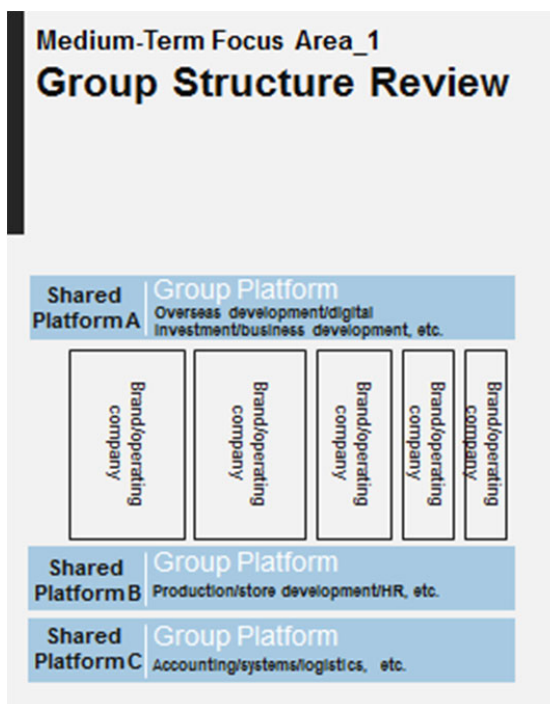 Medium-Term Focus Area_1
Group Structure Review
Shared
Platform A
Group Platform
Overseas development/digital
investment/business development, etc.
Brand/operating
company
Brand/operating
company
Brand/operating
company
Brand/operating
company
Brand/operating
company
Shared
Platform B
Group Platform
Production/store development/HR, etc.
Shared
Platform C
Group Platform
Accounting/systems/logistics, etc.